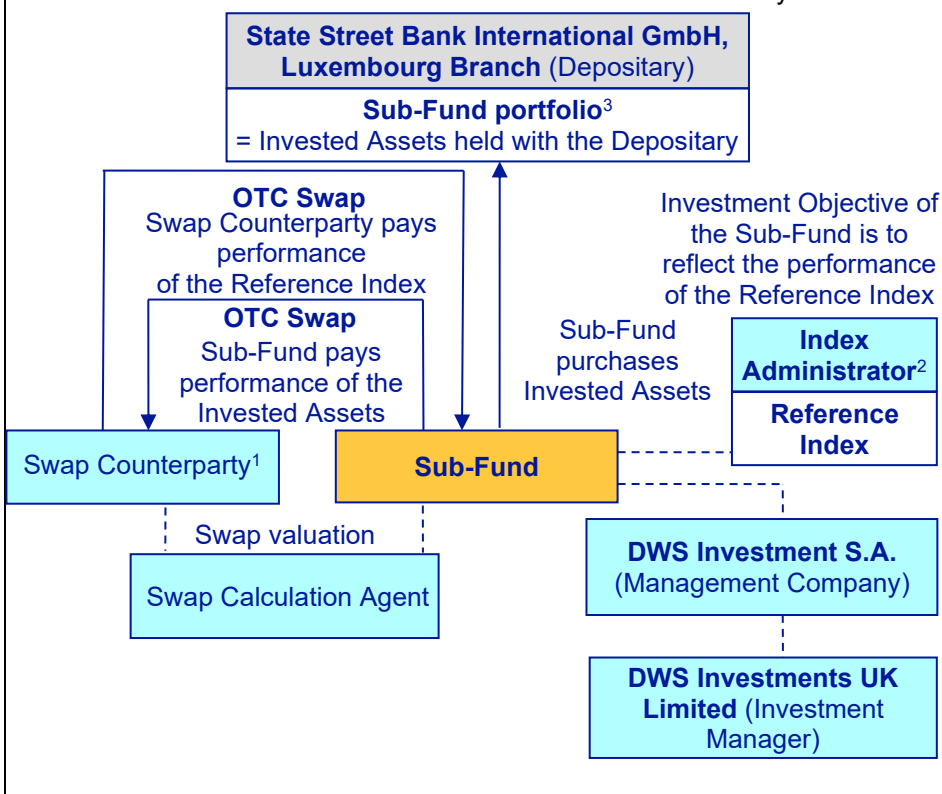 State Street Bank International GmbH,
Luxembourg Branch (Depositary)
Sub-Fund portfolio3
= Invested Assets held with the Depositary
OTC Swap
Swap Counterparty pays
performance
of the Reference Index
OTC Swap
Sub-Fund pays
performance of the
Invested Assets
Sub-Fund
purchases
Invested Assets
Investment Objective of
the Sub-Fund is to
reflect the performance
of the Reference Index
Index
Administrator2
Reference
Index
Swap Counterparty1
Sub-Fund
Swap valuation
Swap Calculation Agent
DWS Investment S.A.
(Management Company)
DWS Investments UK
Limited (Investment
Manager)